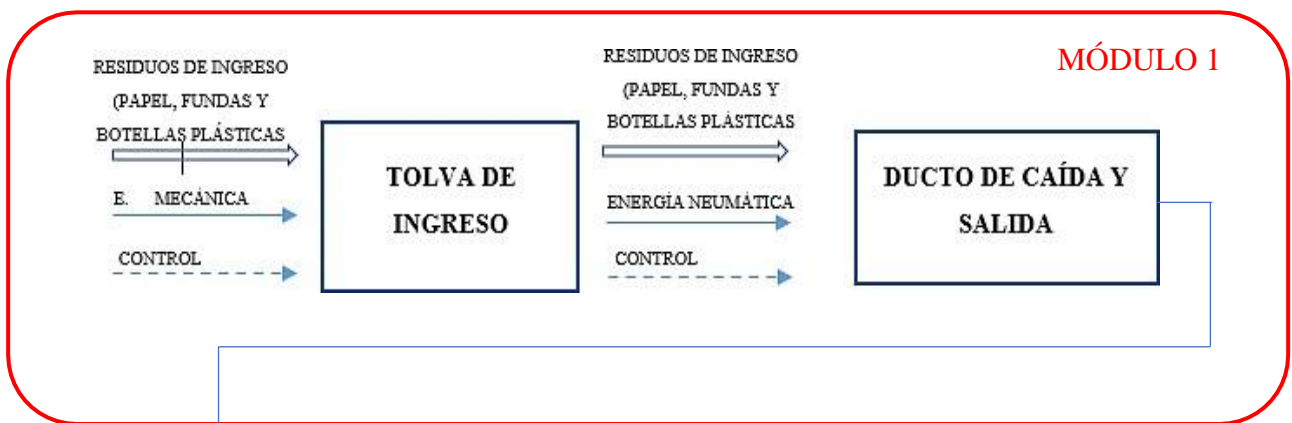 MÓDULO 1
RESIDUOS DE INGRESO
(PAPEL, FUNDAS Y
BOTELLAS PLÁSTICAS
E. MECÁNICA
CONTROL
TOLVA DE
INGRESO
RESIDUOS DE INGRESO
(PAPEL, FUNDAS Y
BOTELLAS PLÁSTICAS
ENERGÍA NEUMÁTICA
CONTROL
DUCTO DE CAÍDA Y
SALIDA